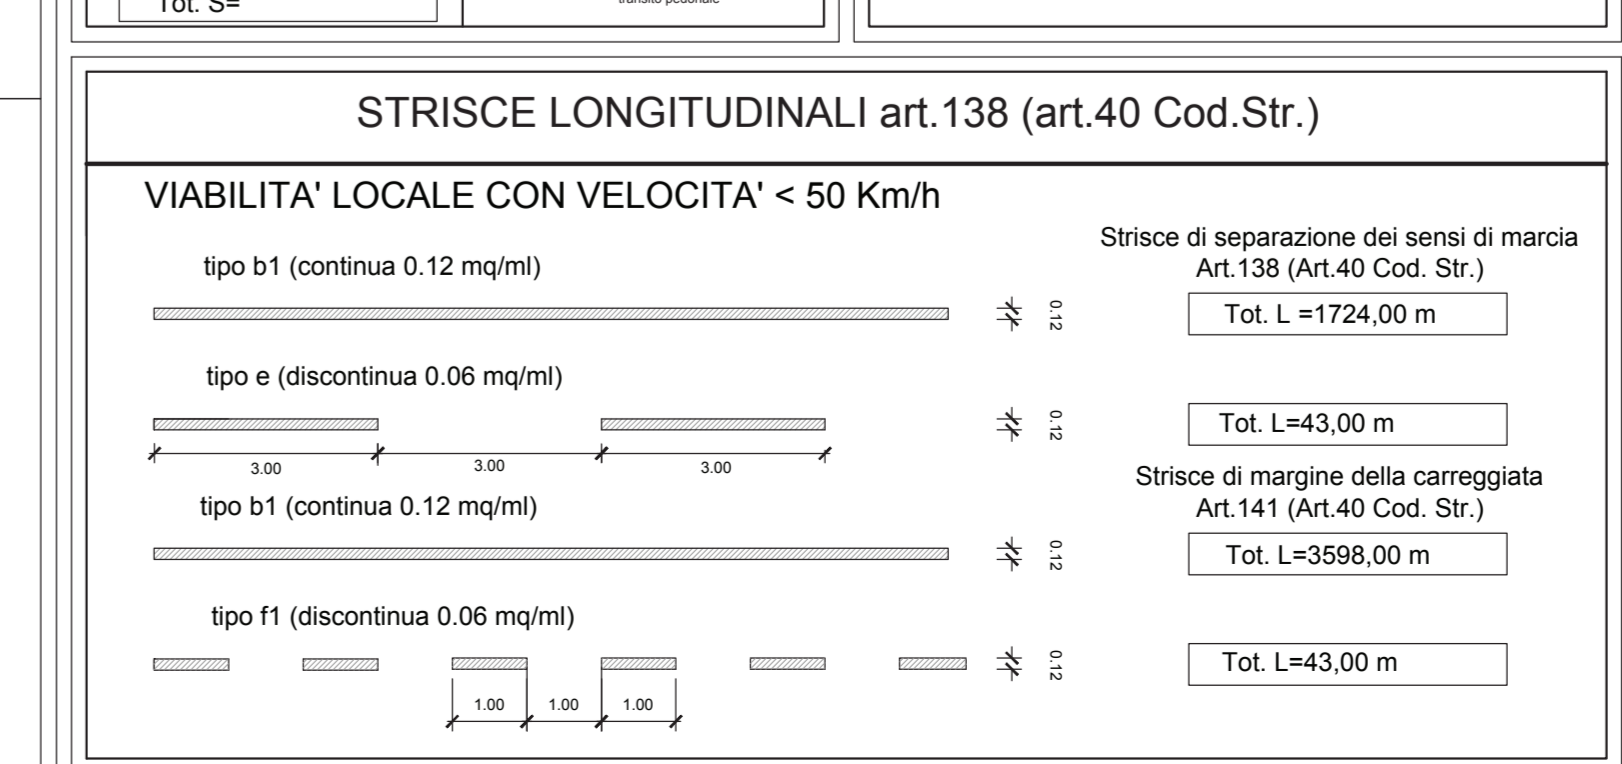 Tot. S=
transito pedonale
STRISCE LONGITUDINALI art.138 (art.40 Cod.Str.)
VIABILITA' LOCALE CON VELOCITA' < 50 Km/h
Strisce di separazione dei sensi di marcia
Art.138 (Art.40 Cod. Str.)
tipo b1 (continua 0.12 mq/ml)
0.12
Tot. L =1724,00 m
tipo e (discontinua 0.06 mq/ml)
0.12
Tot. L=43,00 m
3.00 3.00 3.00
Strisce di margine della carreggiata
Art.141 (Art.40 Cod. Str.)
tipo b1 (continua 0.12 mq/ml)
0.12
Tot. L=3598,00 m
tipo f1 (discontinua 0.06 mq/ml)
0.12
Tot. L=43,00 m
1.00 1.00 1.00